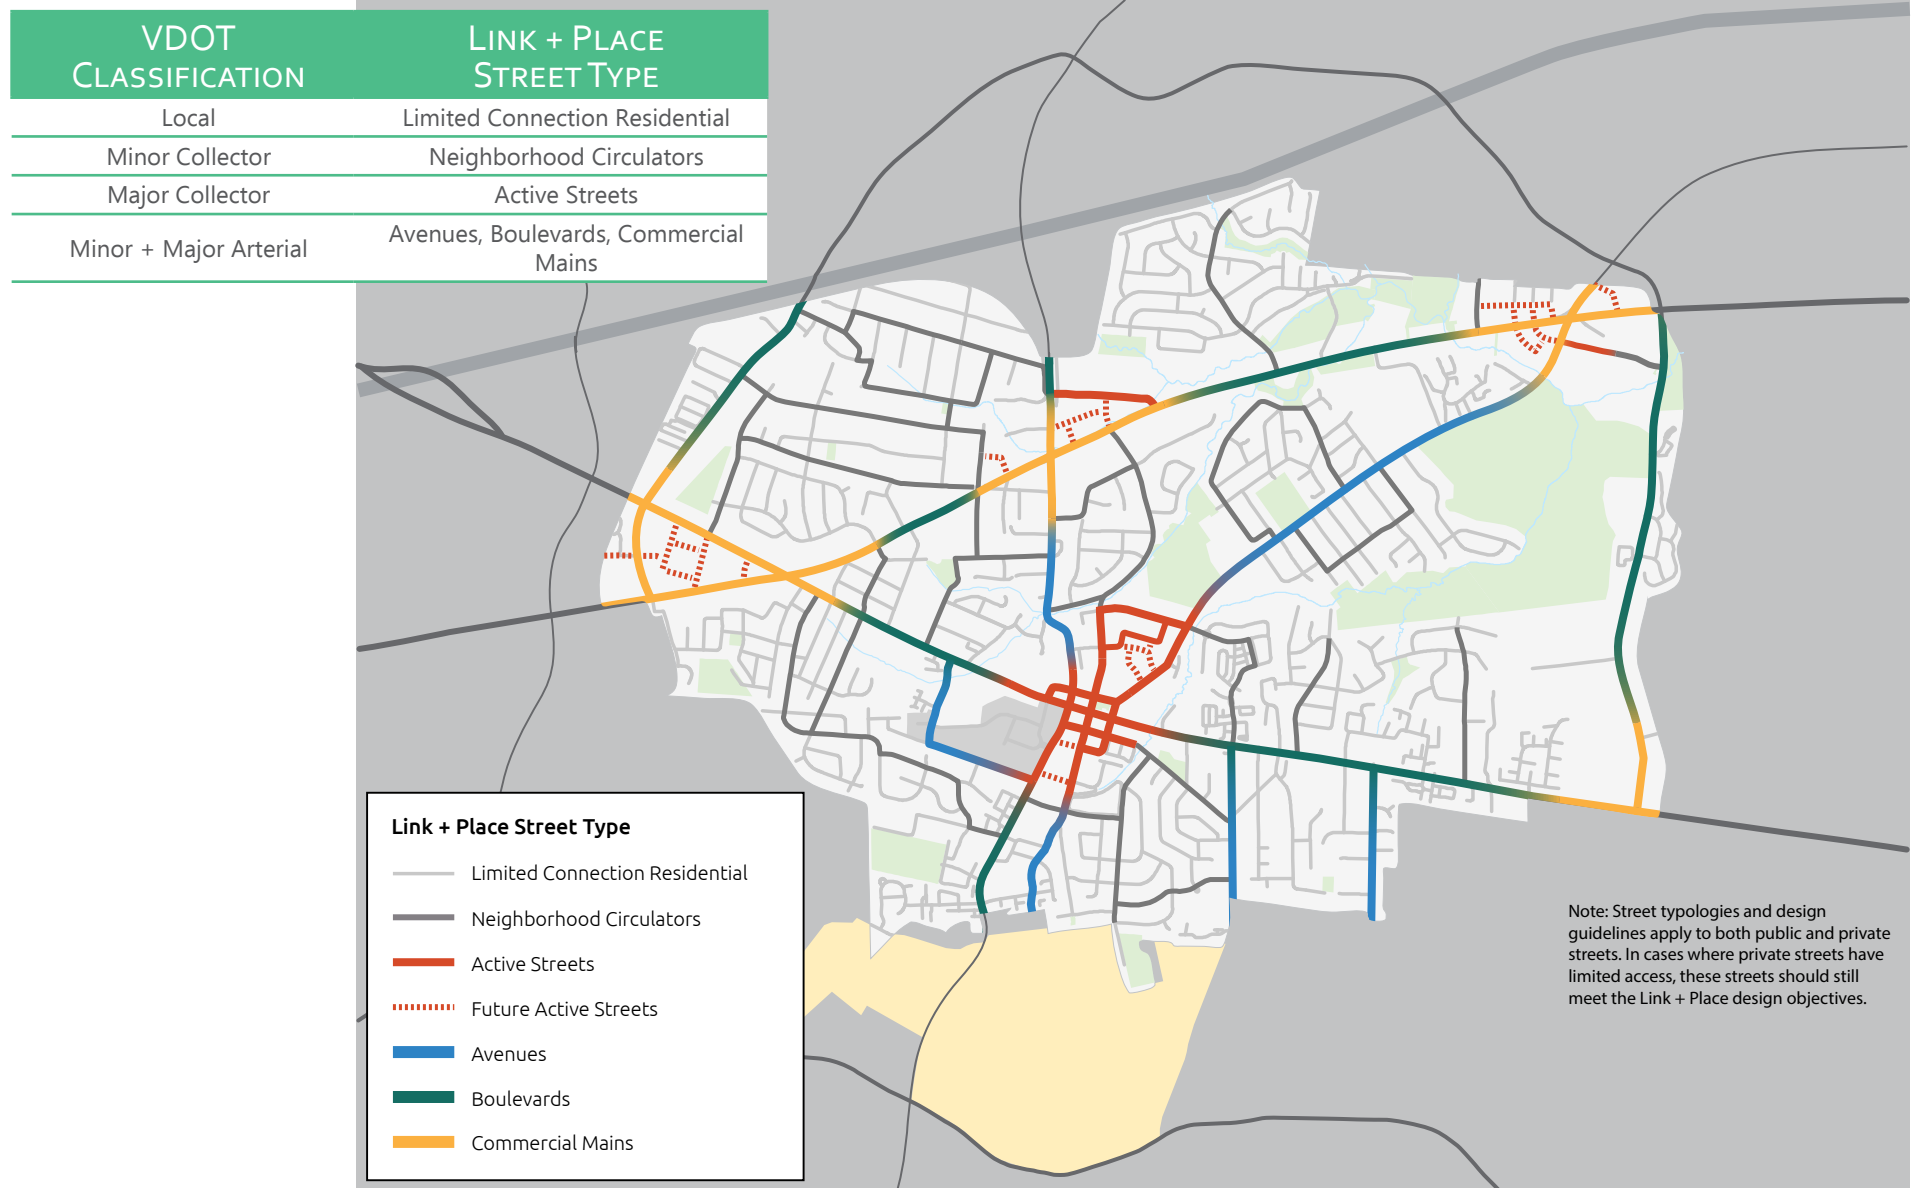 VDOT
CLASSIFICATION
LINK + PLACE
STREET TYPE
Local
Limited Connection Residential
Minor Collector
Neighborhood Circulators
Major Collector
Active Streets
Minor + Major Arterial
Avenues, Boulevards, Commercial
Mains
Link + Place Street Type
Limited Connection Residential
Neighborhood Circulators
Active Streets
Future Active Streets
Avenues
Boulevards
Commercial Mains
Note: Street typologies and design
guidelines apply to both public and private
streets. In cases where private streets have
limited access, these streets should still
meet the Link + Place design objectives.